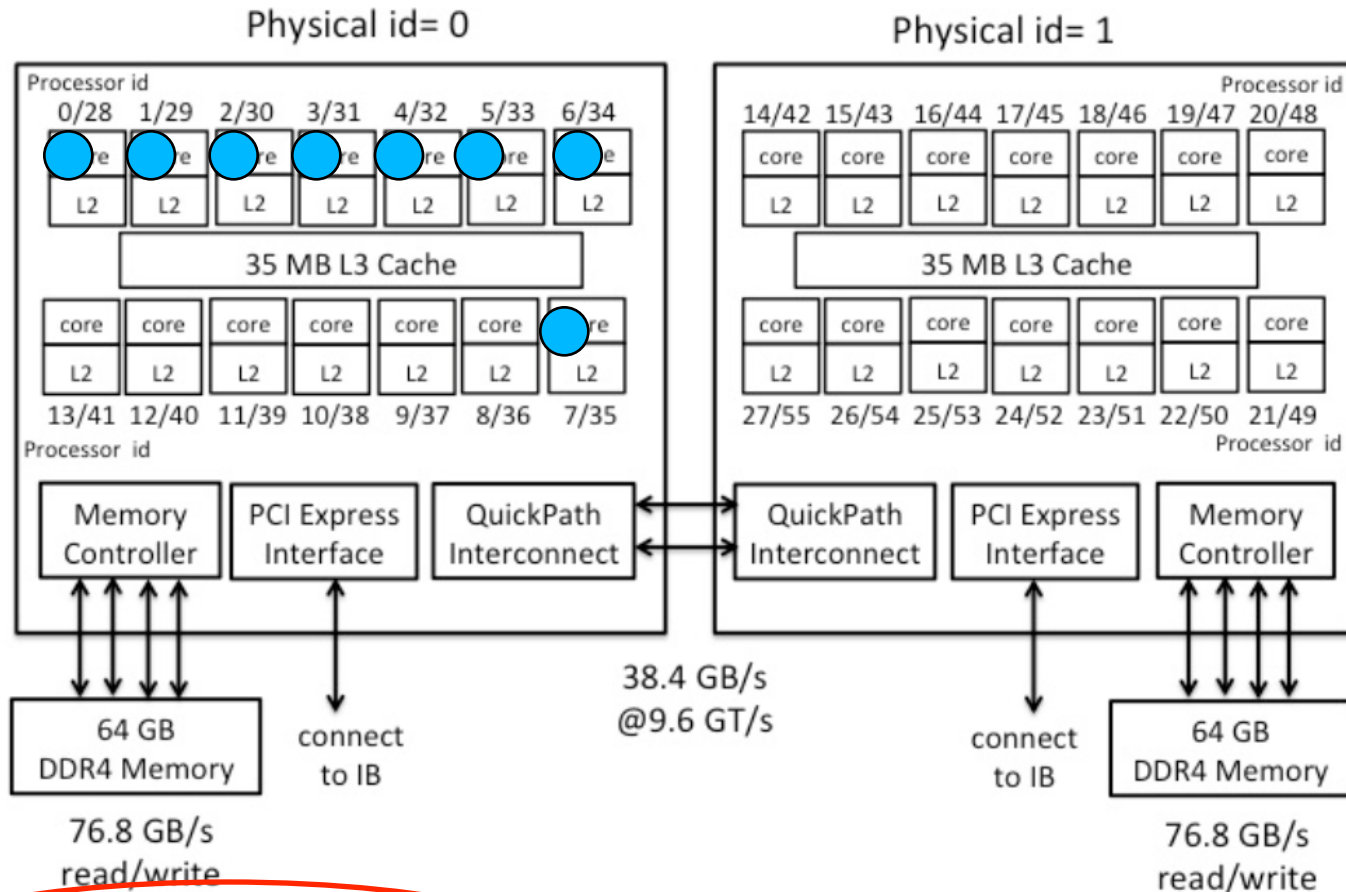 Physical id= 0
Physical id= 1
Processor id
Processor id
0/28 1/29 2/30 3/31 4/32 5/33 6/34
14/42 15/43 16/44 17/45 18/46 19/47 20/48
re re re re re re e
core core core core core core core
L2 L2 L2 L2 L2 L2 L2
L2 L2 L2 L2 L2 L2 L2
35 MB L3 Cache
35 MB L3 Cache
core core core core core core re
core core core core core core core
L2 L2 L2 L2 L2 L2 L2
L2 L2 L2 L2 L2 L2 L2
13/41 12/40 11/39 10/38 9/37 8/36 7/35
27/55 26/54 25/53 24/52 23/51 22/50 21/49
Processor id
Processor id
Memory
Controller
PCI Express
Interface
QuickPath
Interconnect
QuickPath
Interconnect
PCI Express
Interface
Memory
Controller
64 GB
DDR4 Memory
connect
to IB
38.4 GB/s
@9.6 GT/s
connect
to IB
64 GB
DDR4 Memory
76.8 GB/s
read/write
76.8 GB/s
read/write